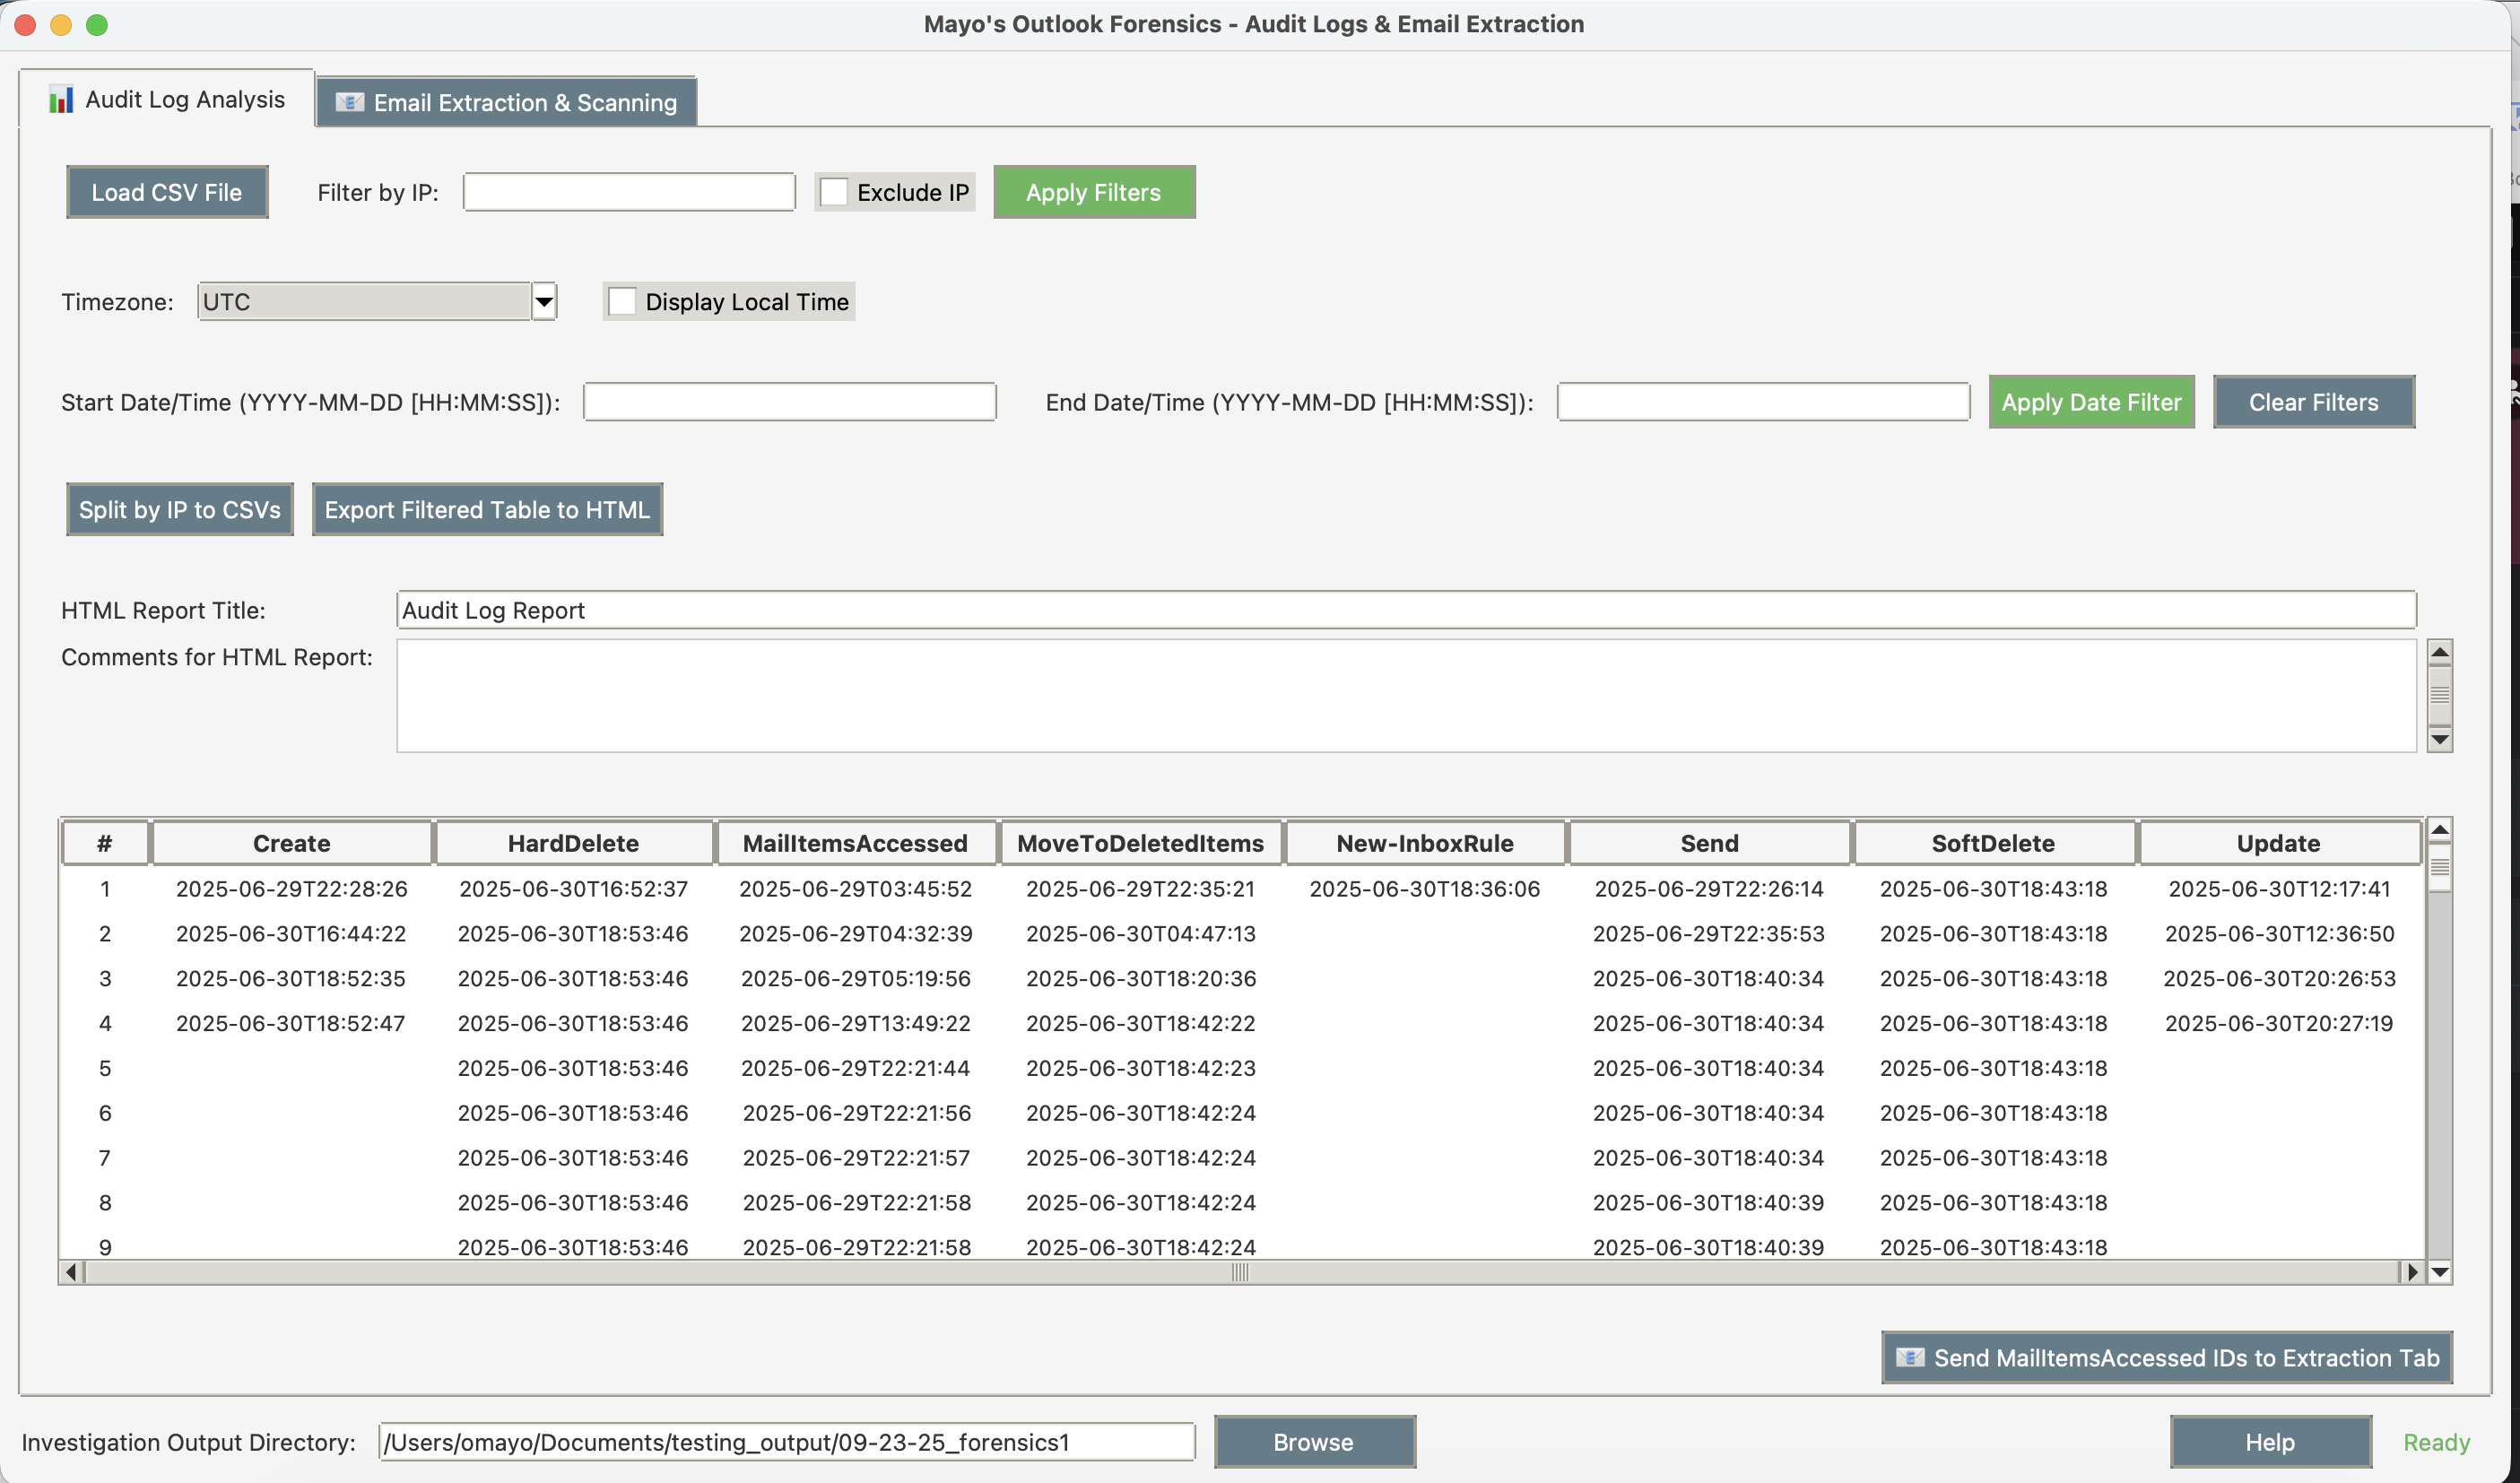 Mayo's Outlook Forensics - Audit Logs & Email Extraction
Audit Log Analysis
Email Extraction & Scanning
Load CSV File
Filter by IP:
Exclude IP
Apply Filters
Timezone:
UTC
Display Local Time
Start Date/Time (YYYY-MM-DD [HH:MM:SS]):
End Date/Time (YYYY-MM-DD [HH:MM:SS]):
Apply Date Filter
Clear Filters
Split by IP to CSVs
Export Filtered Table to HTML
HTML Report Title:
Audit Log Report
Comments for HTML Report:
# Create HardDelete MailItemsAccessed MoveToDeletedItems New-InboxRule Send SoftDelete Update
1 2025-06-29T22:28:26 2025-06-30T16:52:37 2025-06-29T03:45:52 2025-06-29T22:35:21 2025-06-30T18:36:06 2025-06-29T22:26:14 2025-06-30T18:43:18 2025-06-30T12:17:41
2 2025-06-30T16:44:22 2025-06-30T18:53:46 2025-06-29T04:32:39 2025-06-30T04:47:13 2025-06-29T22:35:53 2025-06-30T18:43:18 2025-06-30T12:36:50
3 2025-06-30T18:52:35 2025-06-30T18:53:46 2025-06-29T05:19:56 2025-06-30T18:20:36 2025-06-30T18:40:34 2025-06-30T18:43:18 2025-06-30T20:26:53
4 2025-06-30T18:52:47 2025-06-30T18:53:46 2025-06-29T13:49:22 2025-06-30T18:42:22 2025-06-30T18:40:34 2025-06-30T18:43:18 2025-06-30T20:27:19
5 2025-06-30T18:53:46 2025-06-29T22:21:44 2025-06-30T18:42:23 2025-06-30T18:40:34 2025-06-30T18:43:18
6 2025-06-30T18:53:46 2025-06-29T22:21:56 2025-06-30T18:42:24 2025-06-30T18:40:34 2025-06-30T18:43:18
7 2025-06-30T18:53:46 2025-06-29T22:21:57 2025-06-30T18:42:24 2025-06-30T18:40:34 2025-06-30T18:43:18
8 2025-06-30T18:53:46 2025-06-29T22:21:58 2025-06-30T18:42:24 2025-06-30T18:40:39 2025-06-30T18:43:18
9 2025-06-30T18:53:46 2025-06-29T22:21:58 2025-06-30T18:42:24 2025-06-30T18:40:39 2025-06-30T18:43:18
Send MailItemsAccessed IDs to Extraction Tab
Investigation Output Directory:
/Users/omayo/Documents/testing_output/09-23-25_forensics1
Browse
Help
Ready